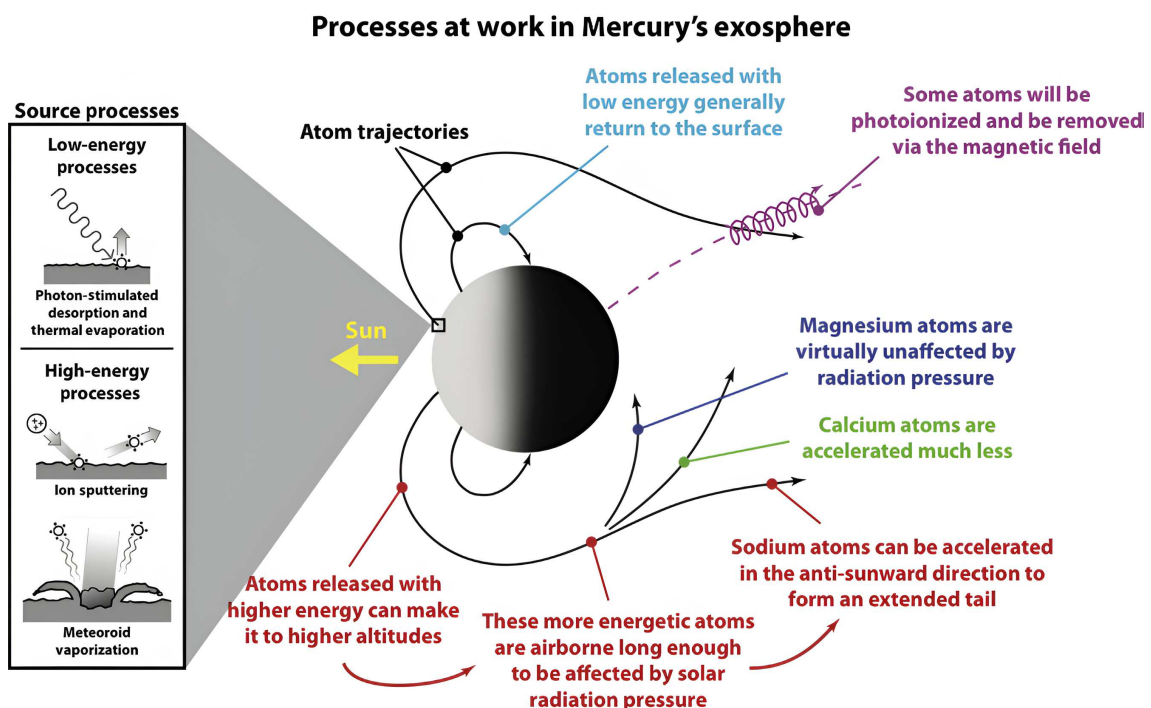 Processes at work in Mercury's exosphere
Source processes
Low-energy
processes
Photon-stimulated
desorption and
thermal evaporation
High-energy
processes
Ion sputtering
Meteoroid
vaporization
Atom trajectories
Atoms released with
low energy generally
return to the surface
Some atoms will be
photoionized and be removed
via the magnetic field
Sun
Magnesium atoms are
virtually unaffected by
radiation pressure
Calcium atoms are
accelerated much less
Sodium atoms can be accelerated
in the anti-sunward direction to
form an extended tail
Atoms released with
higher energy can make
it to higher altitudes
These more energetic atoms
are airborne long enough
to be affected by solar
radiation pressure